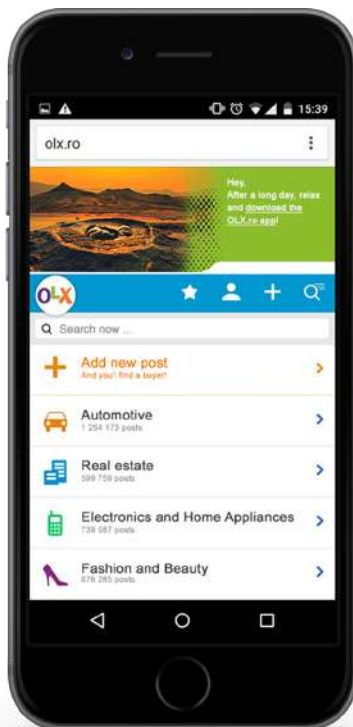 15:39
olx.ro
Hey,
After a long day, relax
and download the
OLX.ro app!
OLX
Search now ...
Add new post
And you'll find a buyer!
Automotive
1 254 173 posts
Real estate
599 759 posts
Electronics and Home Appliances
739 587 posts
Fashion and Beauty
678 285 posts